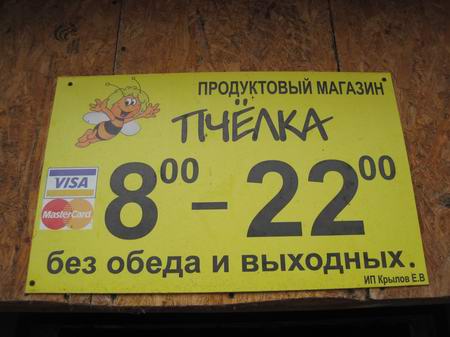 ПРОДУКТОВЫЙ МАГАЗИН
ПЧЁЛКА
VISA
MasterCard
8⁰⁰ – 22⁰⁰
без обеда и выходных.
ИП Крылов Е.В